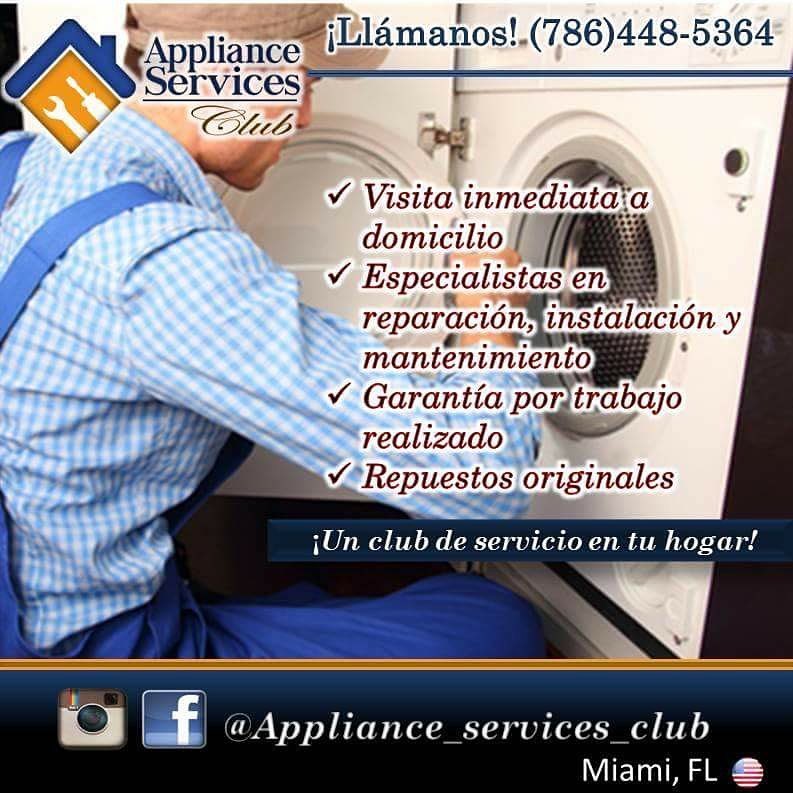 ¡Llámanos! (786)448-5364
Appliance
Services
Club
✓ Visita inmediata a
domicilio
✓ Especialistas en
reparación, instalación y
mantenimiento
✓ Garantía por trabajo
realizado
✓ Repuestos originales
¡Un club de servicio en tu hogar!
@Appliance_services_club
Miami, FL